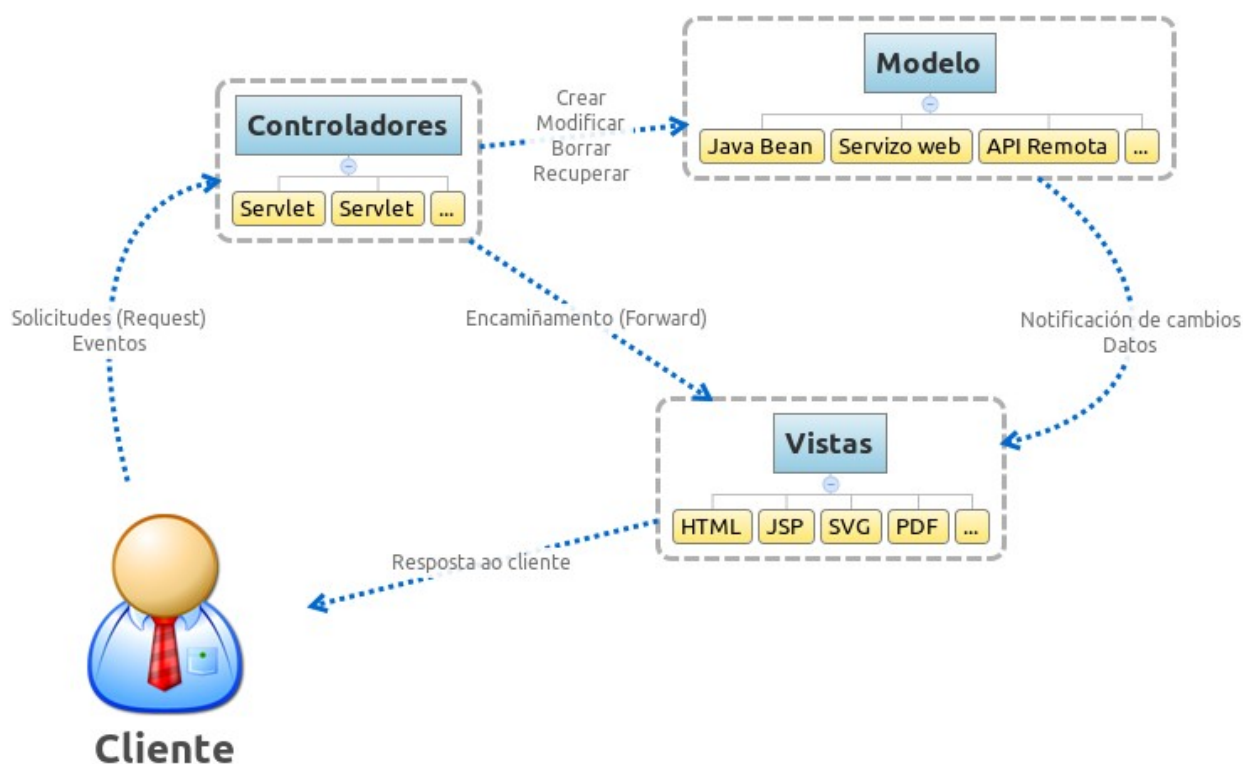 Modelo
Java Bean Servizo web API Remota ...
Controladores
Servlet Servlet ...
Crear
Modificar
Borrar
Recuperar
Solicitudes (Request)
Eventos
Encamiñamento (Forward)
Notificación de cambios
Datos
Vistas
HTML JSP SVG PDF ...
Resposta ao cliente
Cliente